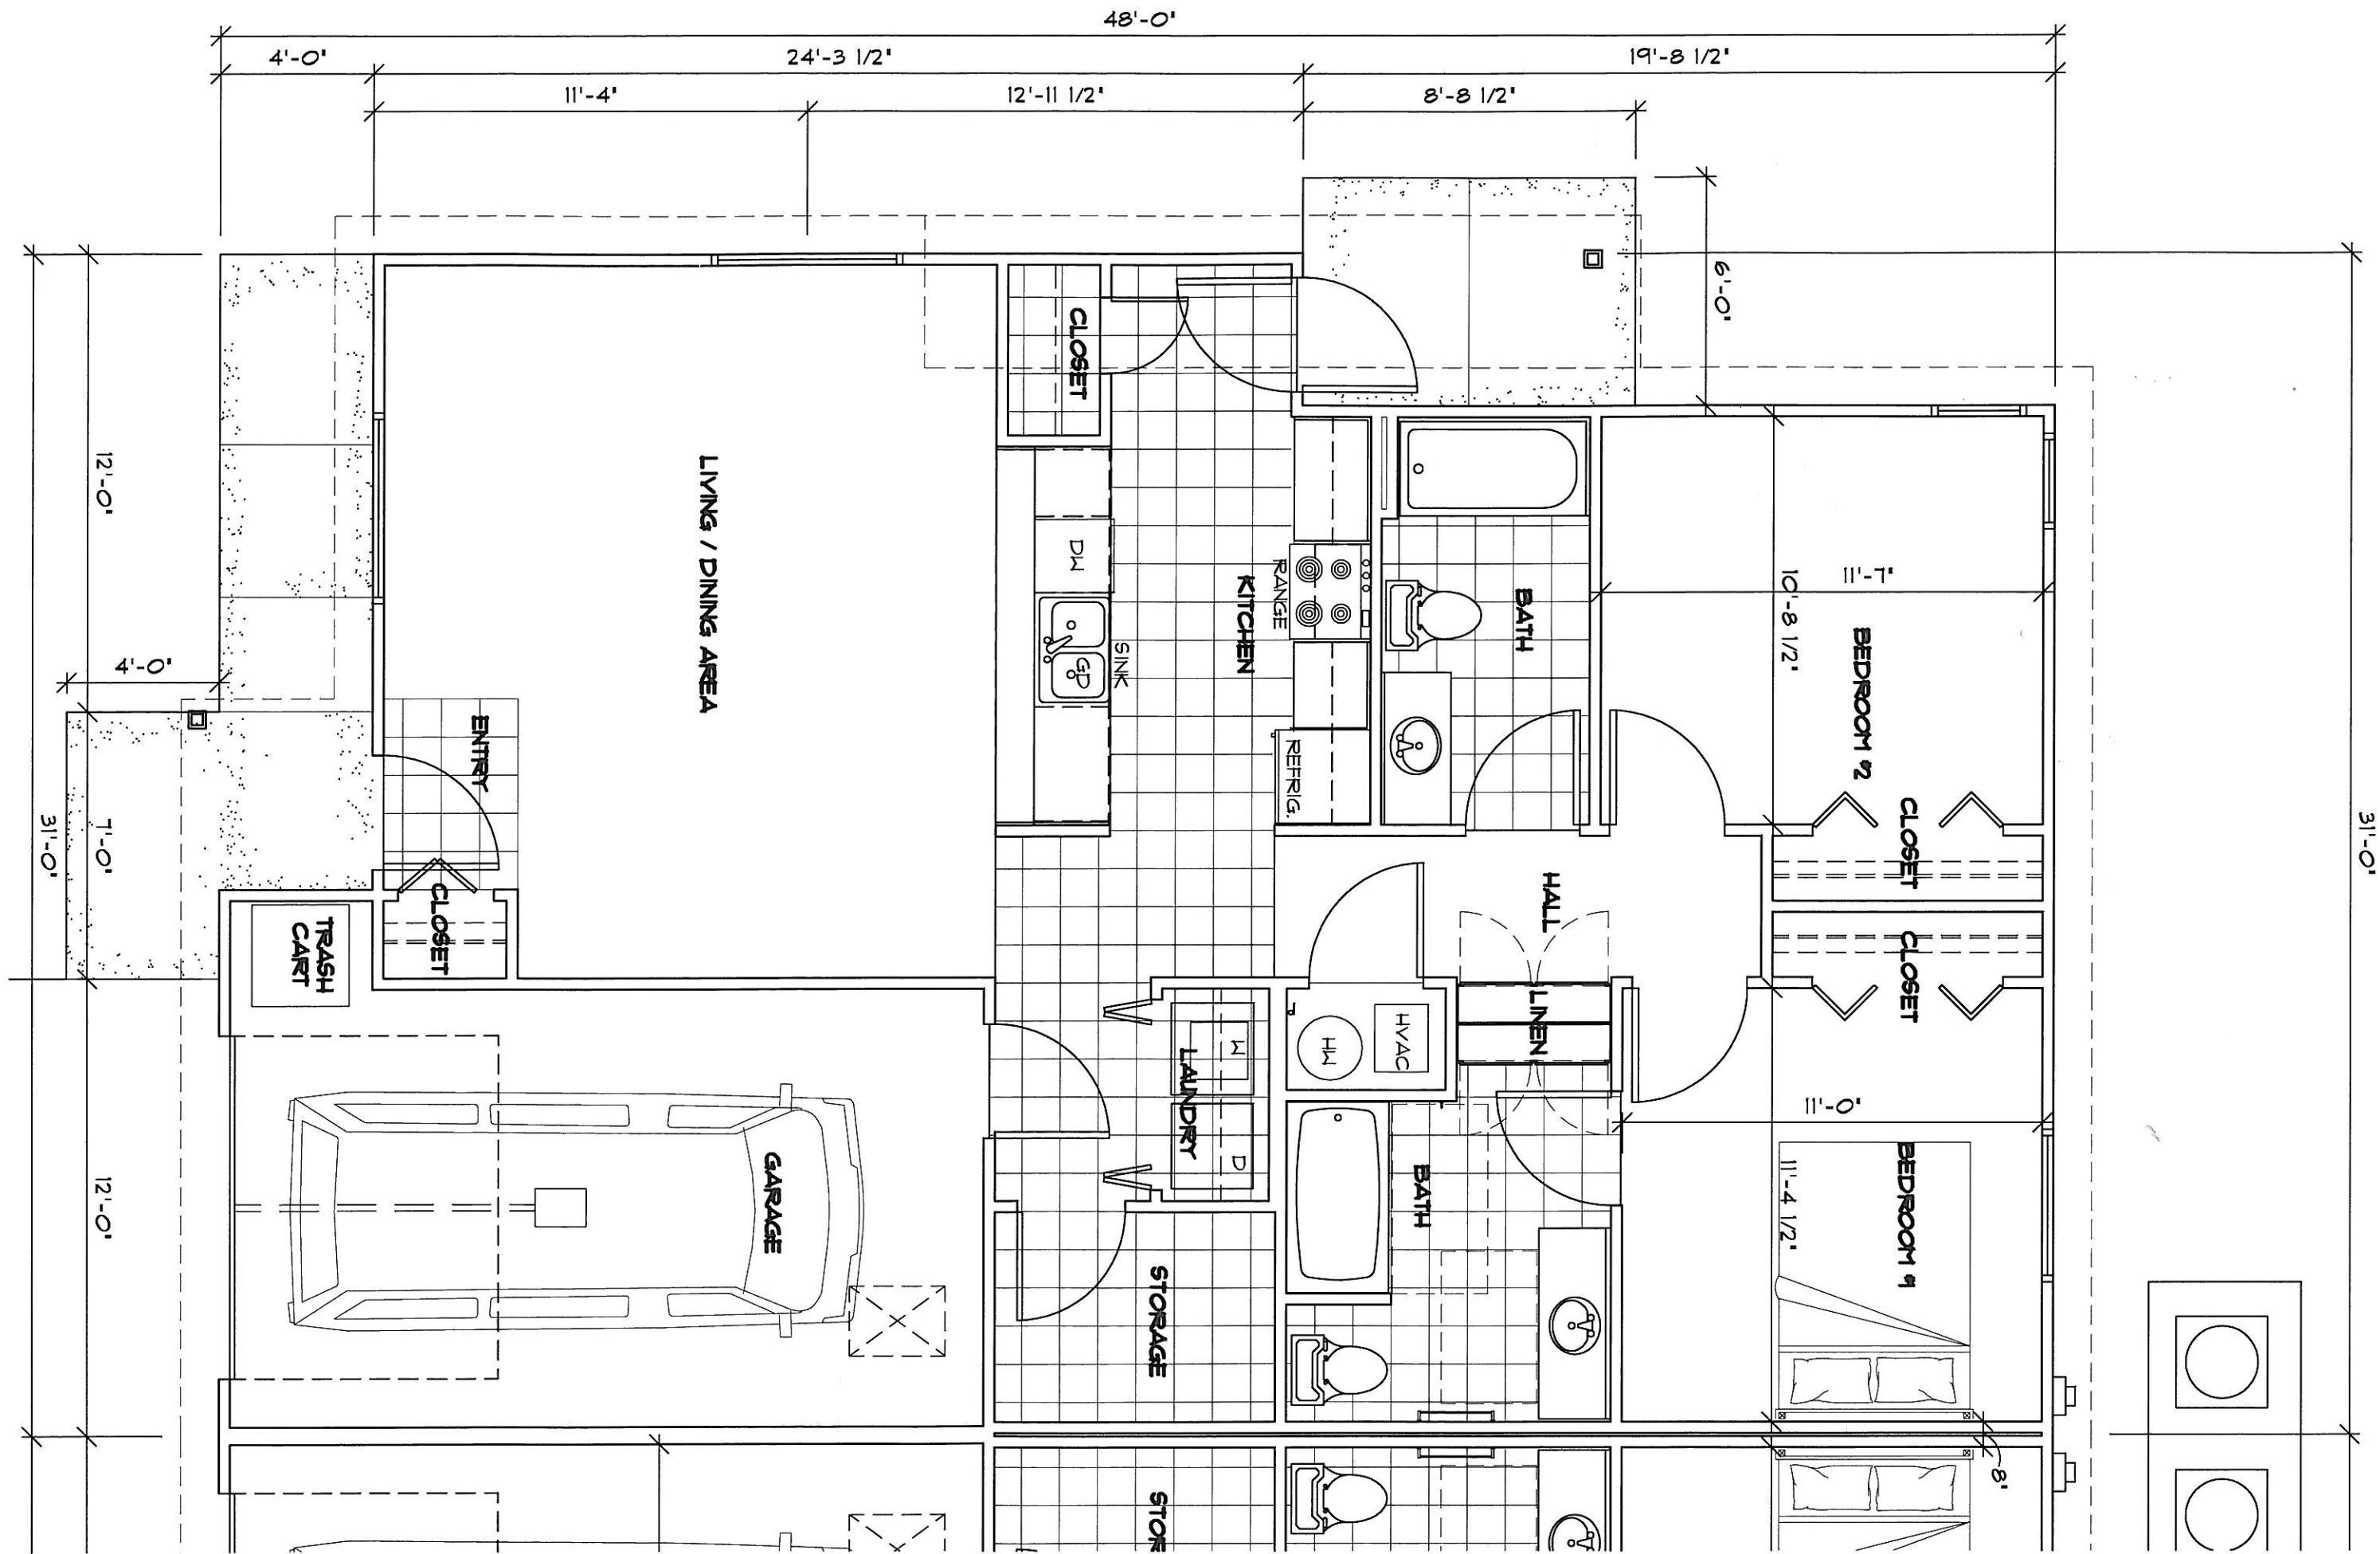 48'-0"
4'-0"
24'-3 1/2"
19'-8 1/2"
11'-4"
12'-11 1/2"
8'-8 1/2"
6'-0"
CLOSET
12'-0"
LIVING / DINING AREA
DW
SINK
GD
KITCHEN
RANGE
REFRIG.
BATH
11'-7"
10'-8 1/2"
BEDROOM #2
CLOSET
4'-0"
ENTRY
7'-0"
31'-0"
31'-0"
HALL
CLOSET
CLOSET
TRASH
CART
LINEN
HVAC
HW
W
LAUNDRY
D
11'-0"
12'-0"
GARAGE
BATH
11'-4 1/2"
BEDROOM #1
STORAGE
8"
STOR